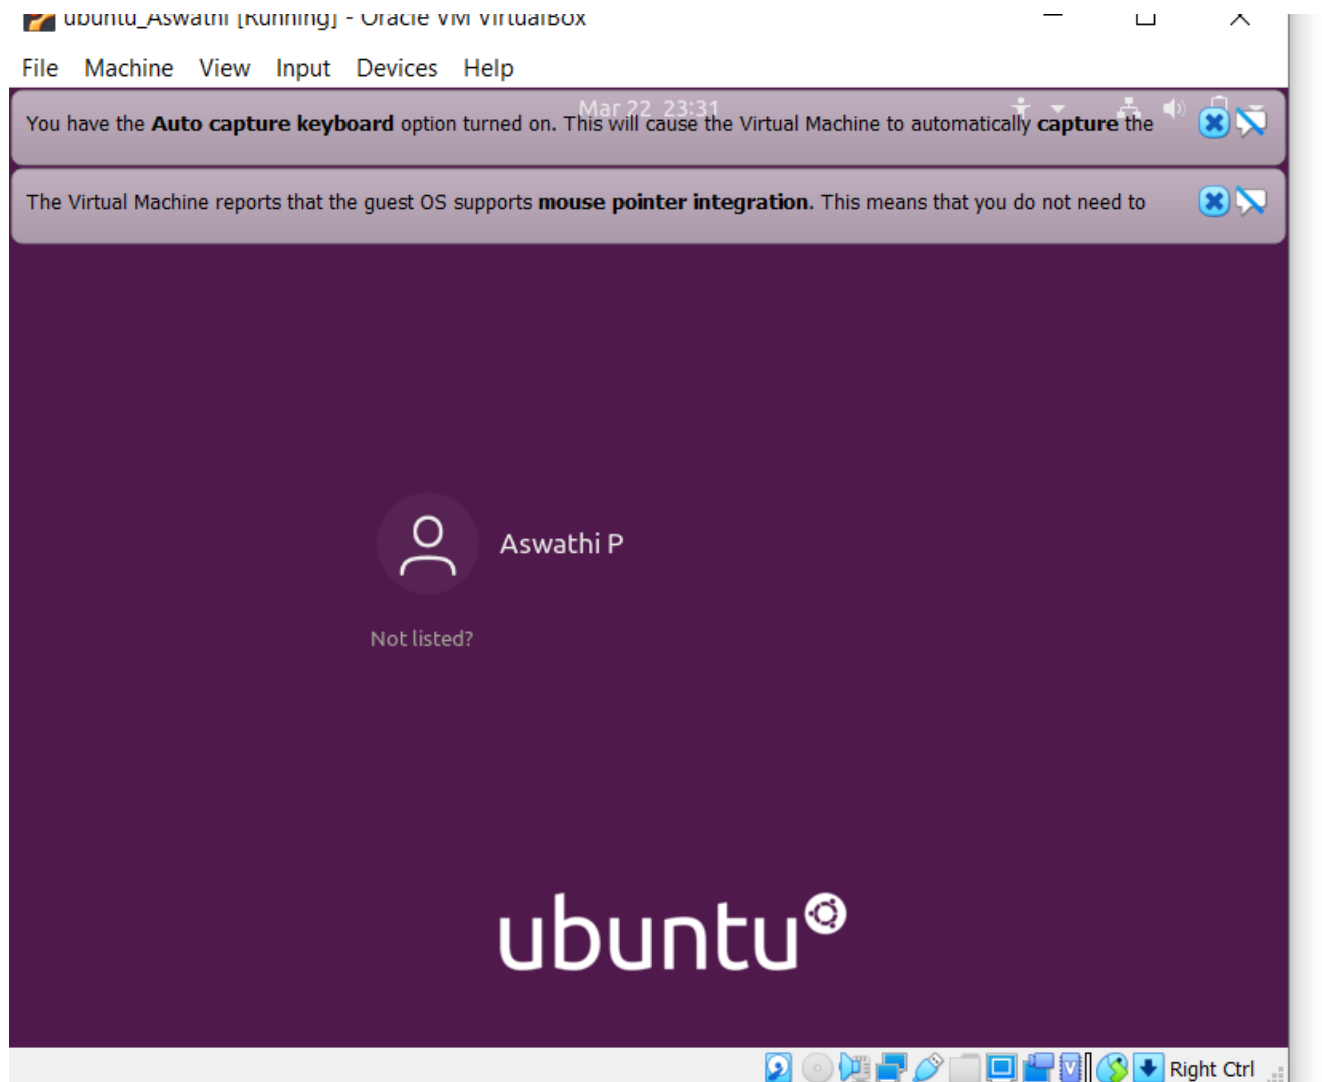 ubuntu_Aswathi [Running] - Oracle VM VirtualBox
File Machine View Input Devices Help
Mar 22 23:31
You have the Auto capture keyboard option turned on. This will cause the Virtual Machine to automatically capture the
The Virtual Machine reports that the guest OS supports mouse pointer integration. This means that you do not need to
Aswathi P
Not listed?
ubuntu
Right Ctrl